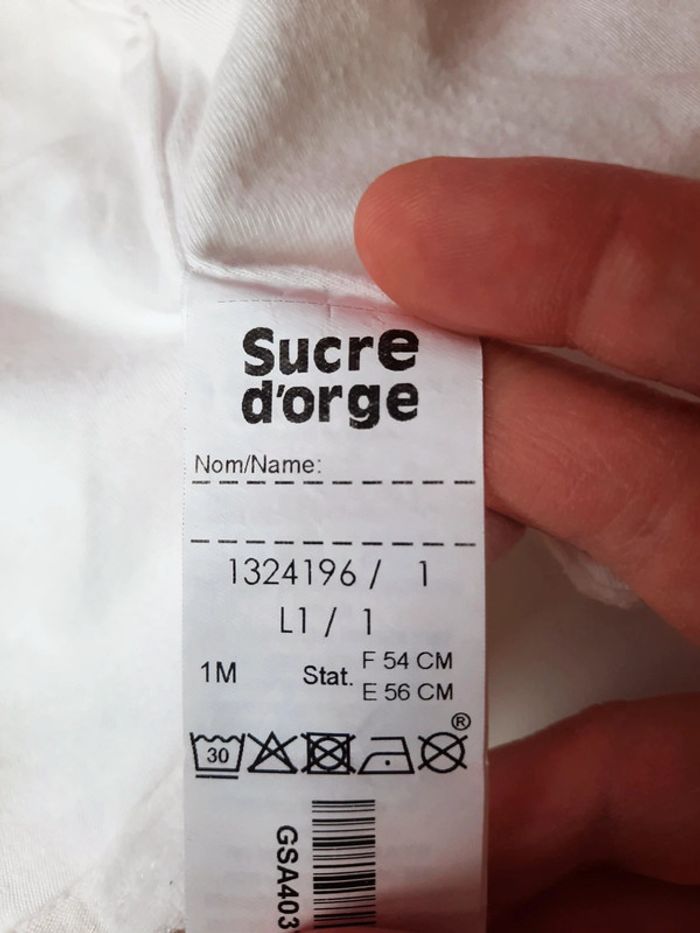 Sucre
d'orge
Nom/Name:
1324196 / 1
L1 / 1
1M Stat. F 54 CM
E 56 CM
®
30
GSA403